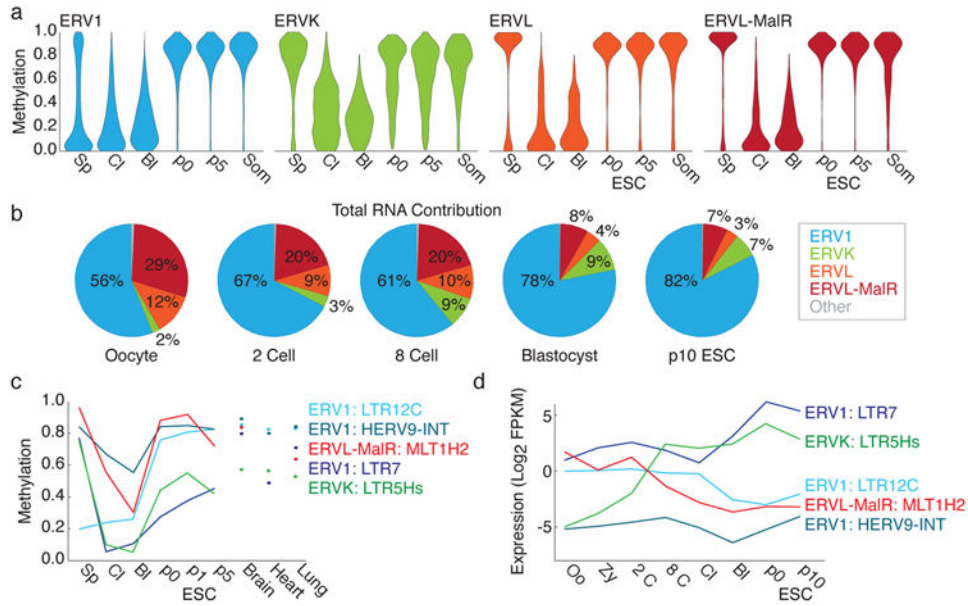 a
ERV1
ERVK
ERVL
ERVL-MalR
Methylation
1.0
0.8
0.6
0.4
0.2
0.0
Sp
Cl
Bl
p0
p5
Som
Sp
Cl
Bl
p0
p5
Som
Sp
Cl
Bl
p0
p5
Som
ESC
Sp
Cl
Bl
p0
p5
Som
ESC
b
Total RNA Contribution
56%
29%
12%
2%
Oocyte
67%
20%
9%
3%
2 Cell
61%
20%
10%
9%
8 Cell
78%
8%
4%
9%
Blastocyst
82%
7%
3%
7%
p10 ESC
ERV1
ERVK
ERVL
ERVL-MalR
Other
c
Methylation
1.0
0.8
0.6
0.4
0.2
0.0
Sp
Cl
Bl
p0
p1
p5
Brain
Heart
Lung
ESC
ERV1: LTR12C
ERV1: HERV9-INT
ERVL-MalR: MLT1H2
ERV1: LTR7
ERVK: LTR5Hs
d
Expression (Log2 FPKM)
5
0
-5
Oo
Zy
2 C
8 C
Cl
Bl
p0
p10
ESC
ERV1: LTR7
ERVK: LTR5Hs
ERV1: LTR12C
ERVL-MalR: MLT1H2
ERV1: HERV9-INT